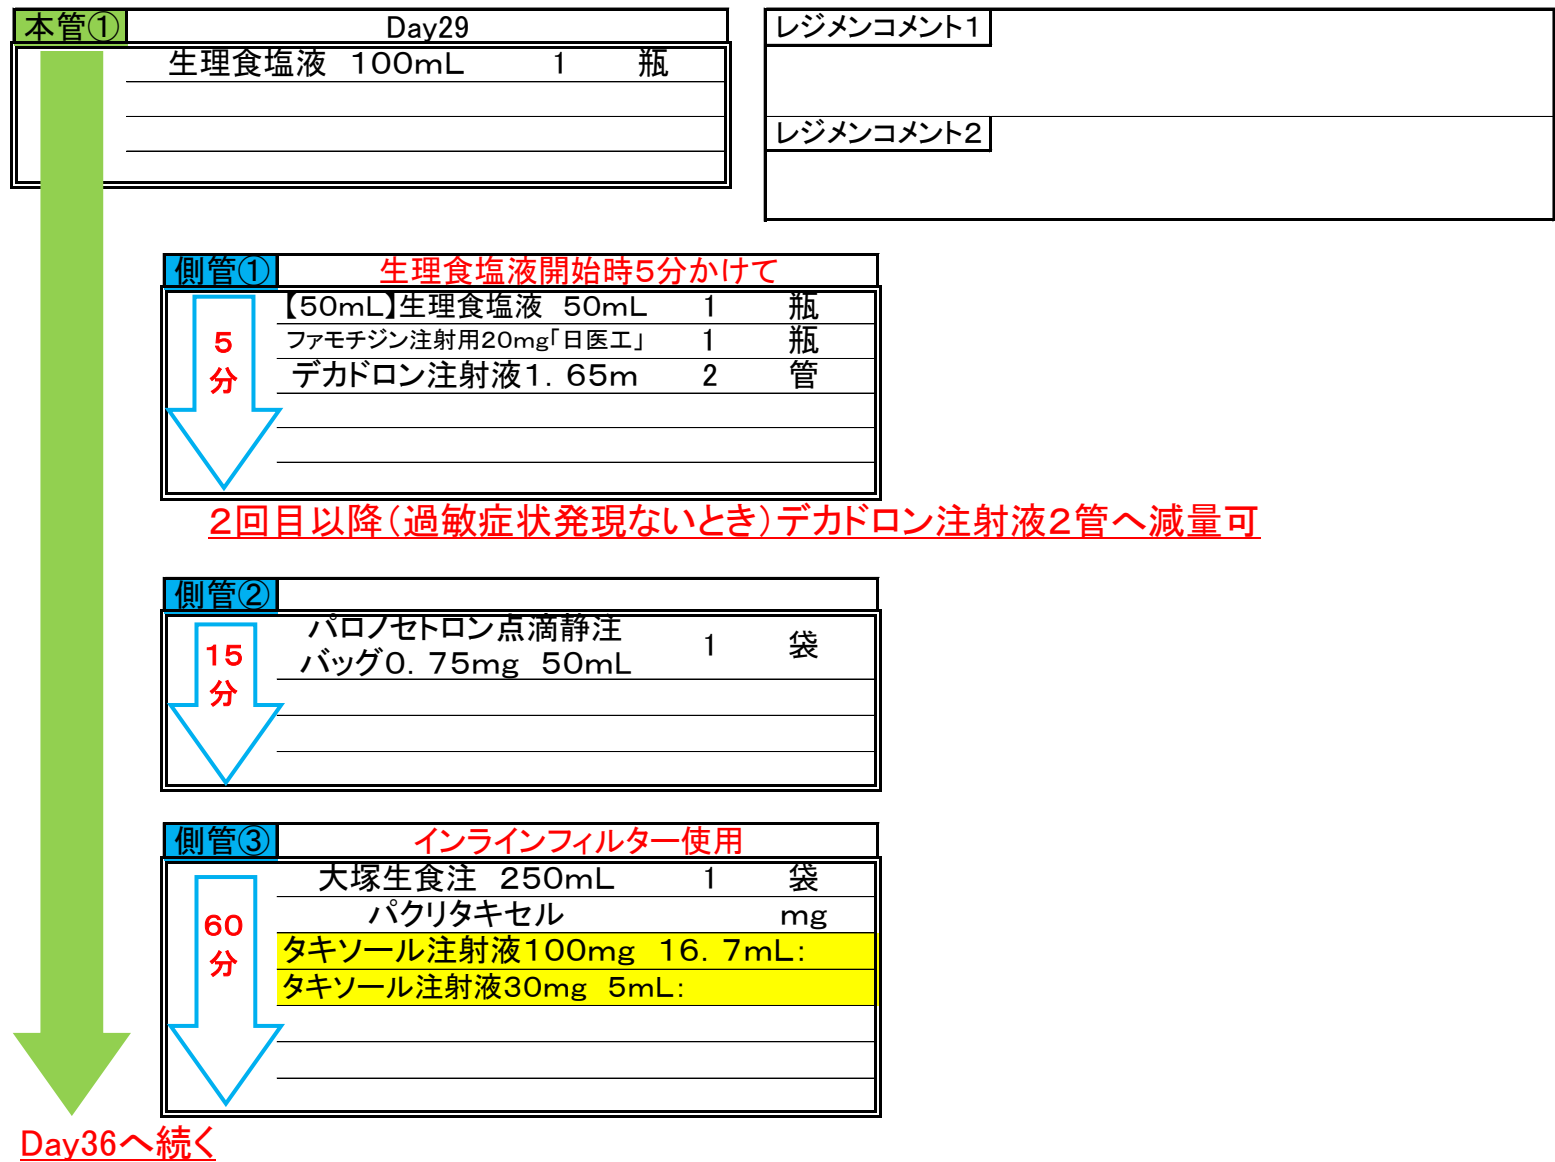 本管① Day29
生理食塩液 100mL 1 瓶
レジメンコメント1
レジメンコメント2
側管① 生理食塩液開始時5分かけて
【50mL】生理食塩液 50mL 1 瓶
ファモチジン注射用20mg「日医工」 1 瓶
デカドロン注射液1.65m 2 管
5
分
2回目以降(過敏症状発現ないとき)デカドロン注射液2管へ減量可
側管②
パロノセトロン点滴静注
バッグ0.75mg 50mL 1 袋
15
分
側管③ インラインフィルター使用
大塚生食注 250mL 1 袋
パクリタキセル mg
タキソール注射液100mg 16.7mL:
タキソール注射液30mg 5mL:
60
分
Day36へ続く